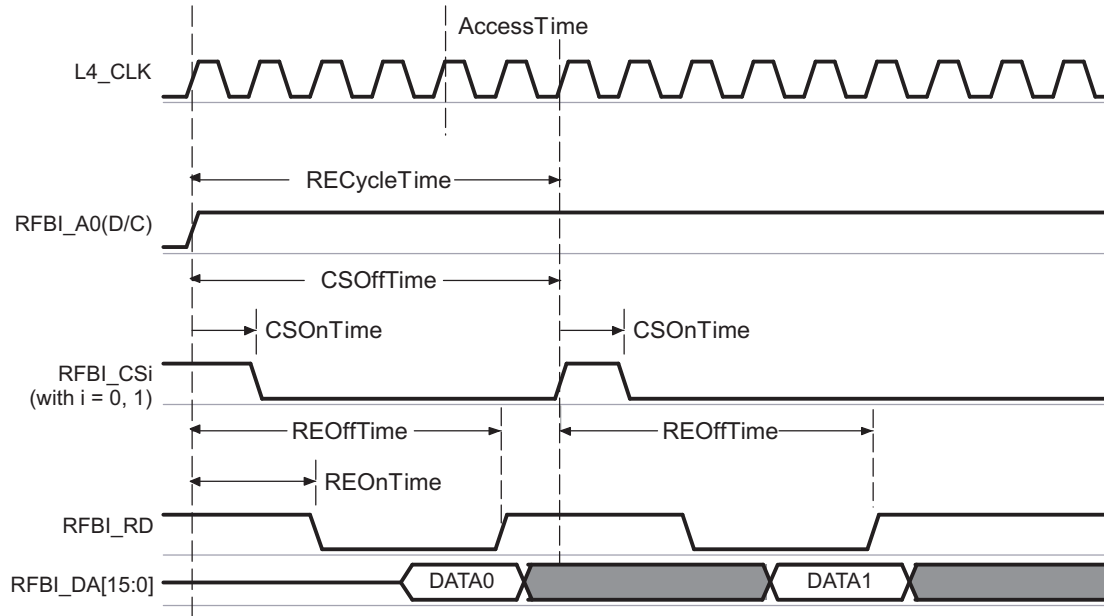 AccessTime
L4_CLK
RECycleTime
RFBI_A0(D/C)
CSOffTime
CSOnTime
CSOnTime
RFBI_CSi
(with i = 0, 1)
REOffTime
REOffTime
REOnTime
RFBI_RD
RFBI_DA[15:0]
DATA0
DATA1